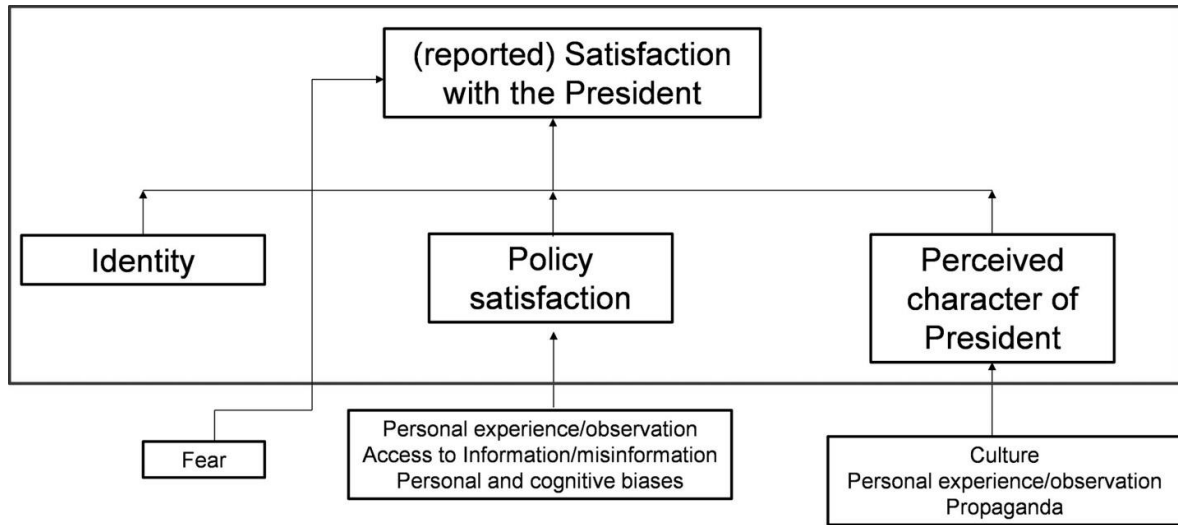 (reported) Satisfaction
with the President
Identity
Policy
satisfaction
Perceived
character of
President
Fear
Personal experience/observation
Access to Information/misinformation
Personal and cognitive biases
Culture
Personal experience/observation
Propaganda